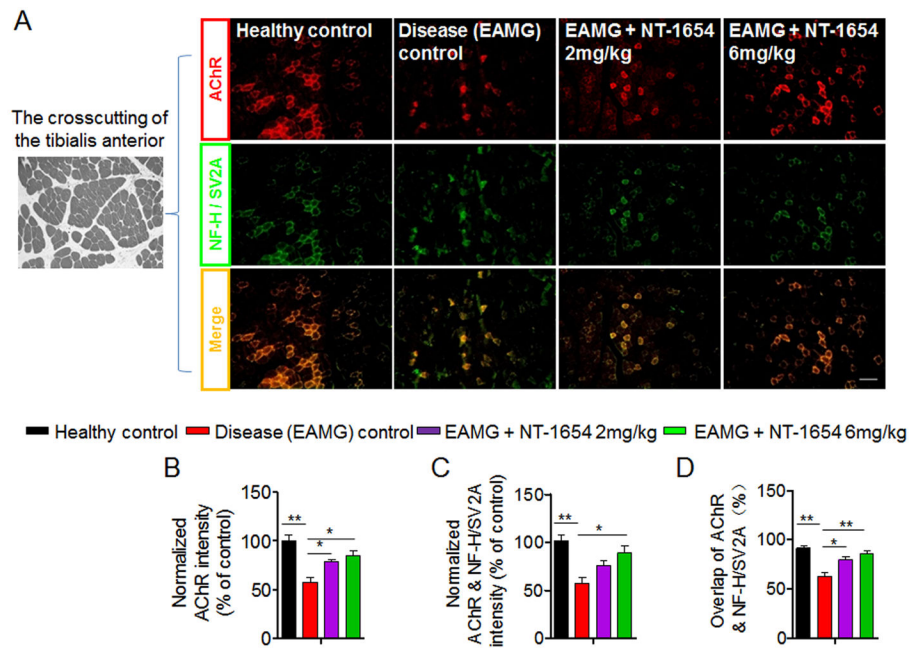 A
Healthy control
Disease (EAMG)
control
EAMG + NT-1654
2mg/kg
EAMG + NT-1654
6mg/kg
AChR
The crosscutting of
the tibialis anterior
NF-H / SV2A
Merge
Healthy control
Disease (EAMG) control
EAMG + NT-1654 2mg/kg
EAMG + NT-1654 6mg/kg
B
Normalized
AChR intensity
(% of control)
150
100
50
0
**
*
*
C
Normalized
AChR & NF-H/SV2A
intensity (% of control)
150
100
50
0
**
*
D
Overlap of AChR
& NF-H/SV2A (%)
150
100
50
0
**
**
*